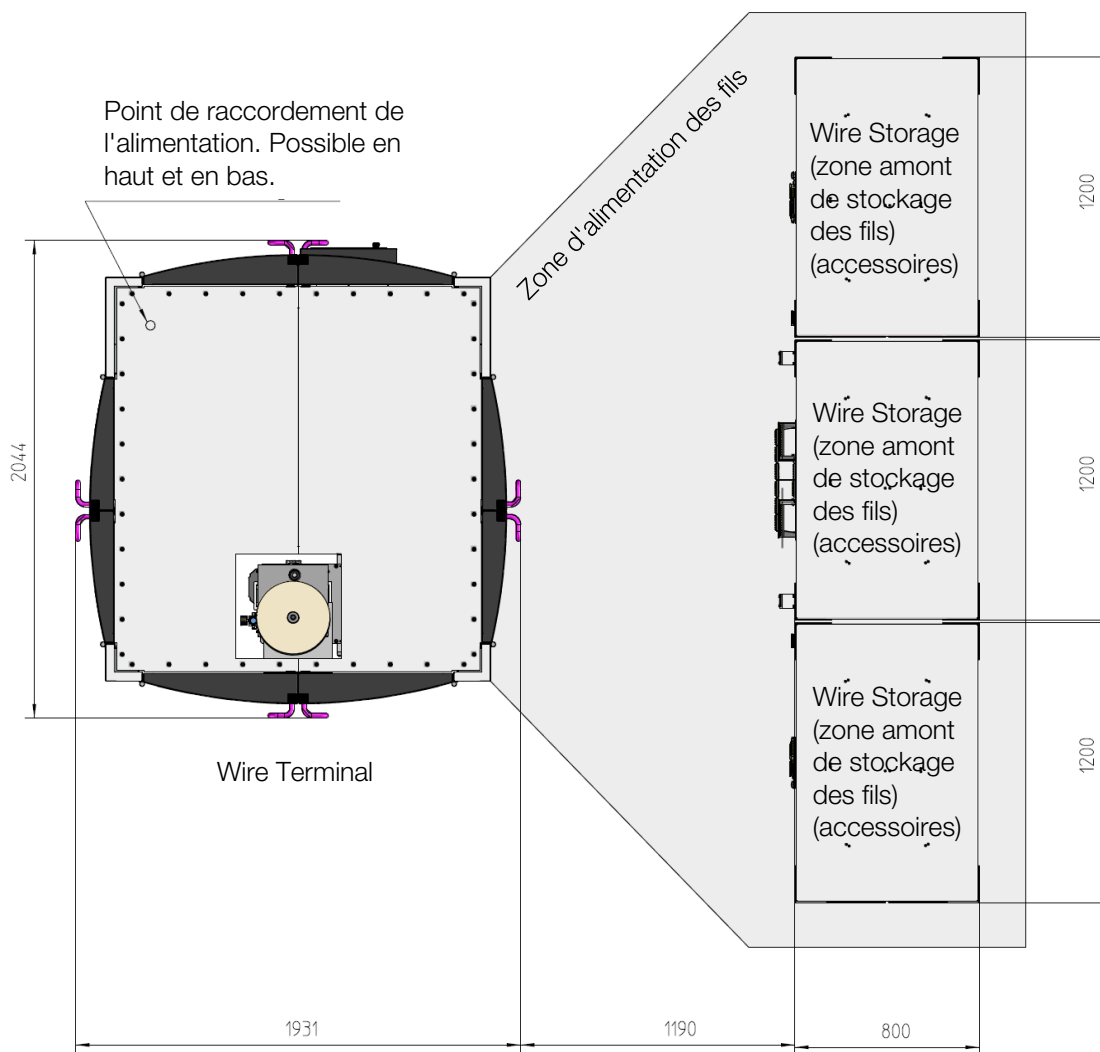 Point de raccordement de
l'alimentation. Possible en
haut et en bas.
Zone d'alimentation des fils
Wire Storage
(zone amont
de stockage
des fils)
(accessoires)
1200
2044
Wire Storage
(zone amont
de stockage
des fils)
(accessoires)
1200
Wire Storage
(zone amont
de stockage
des fils)
(accessoires)
1200
Wire Terminal
1931
1190
800